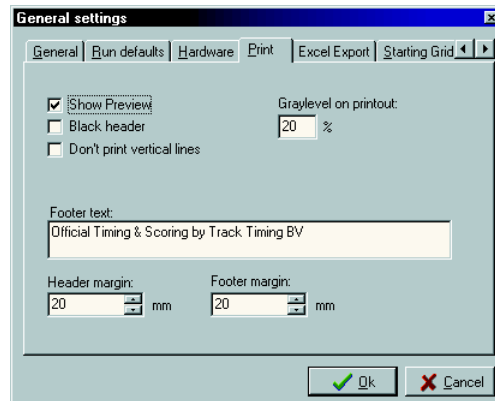 General settings
General Run defaults Hardware Print Excel Export Starting Grid
Show Preview
Graylevel on printout:
Black header
20 %
Don't print vertical lines
Footer text:
Official Timing & Scoring by Track Timing BV
Header margin:
Footer margin:
20 mm
20 mm
Ok
Cancel